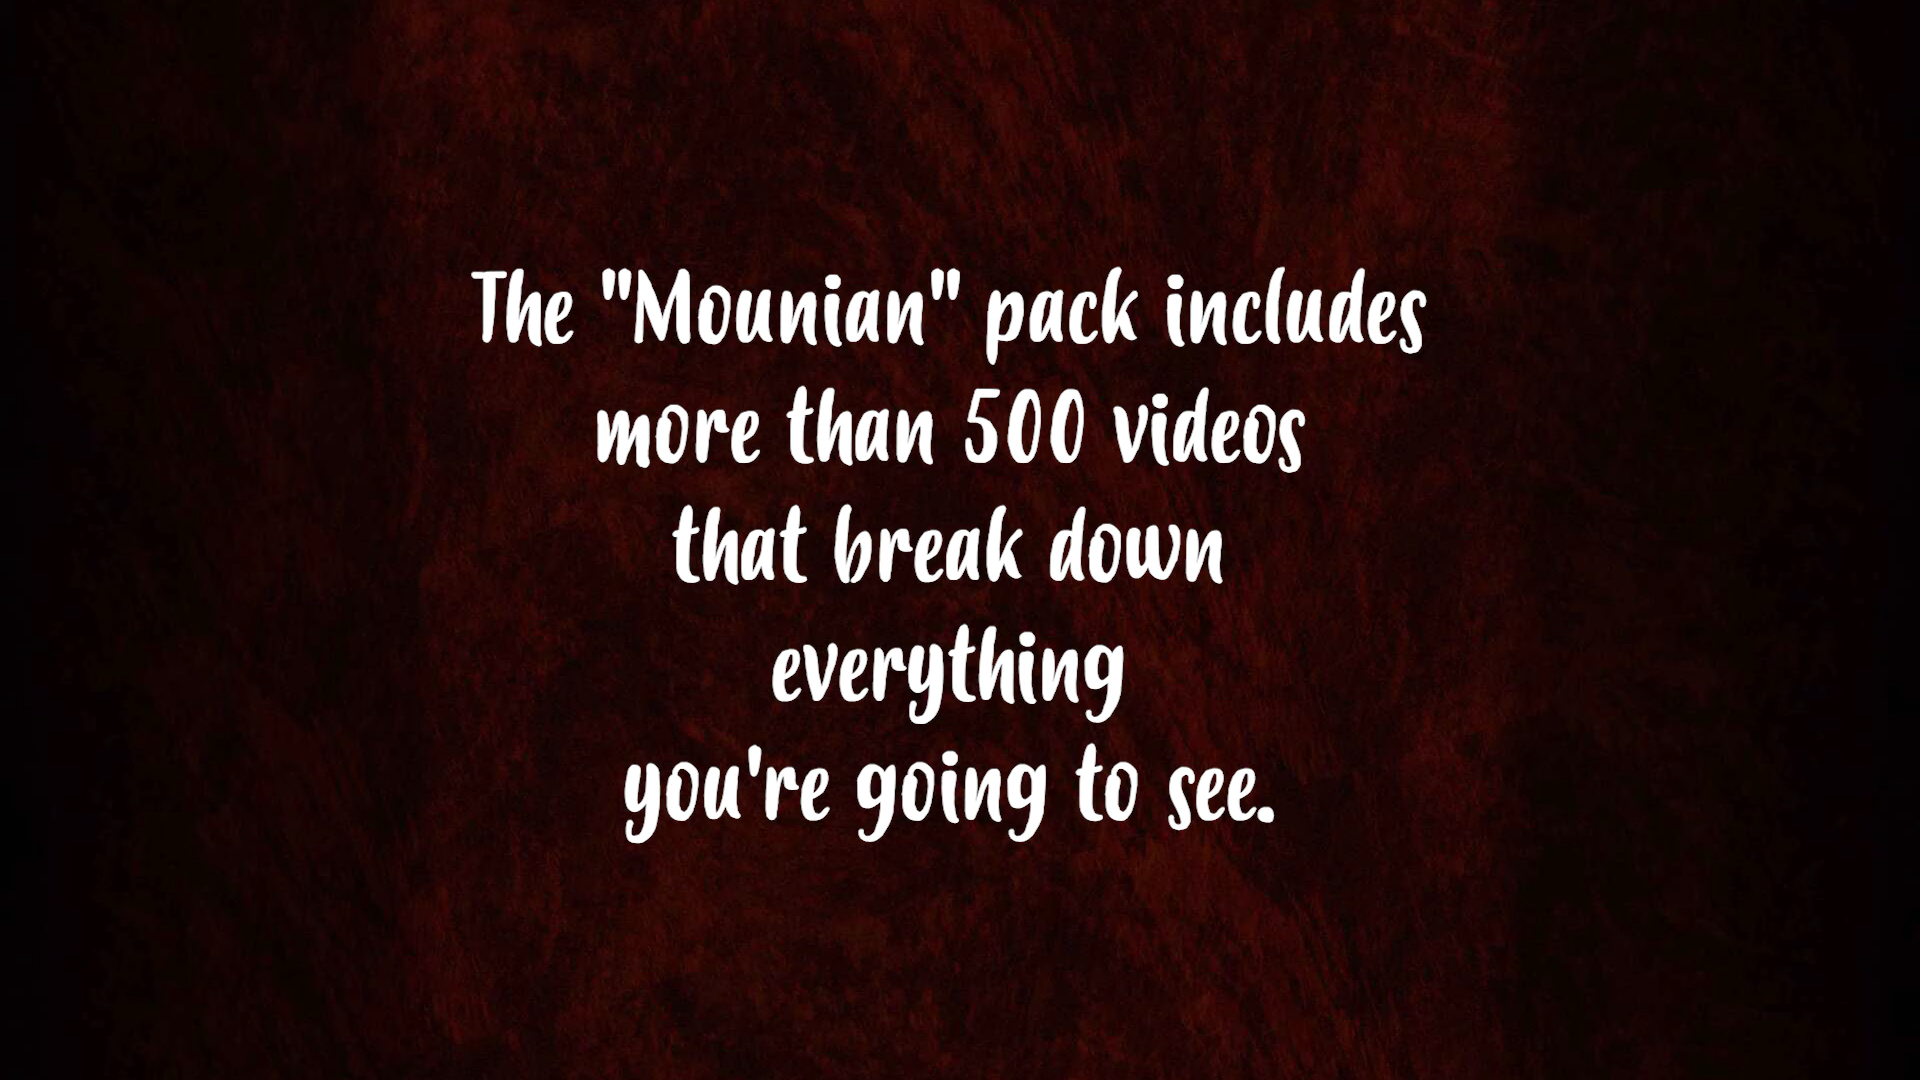 The "Mounian" pack includes
more than 500 videos
that break down
everything
you're going to see.